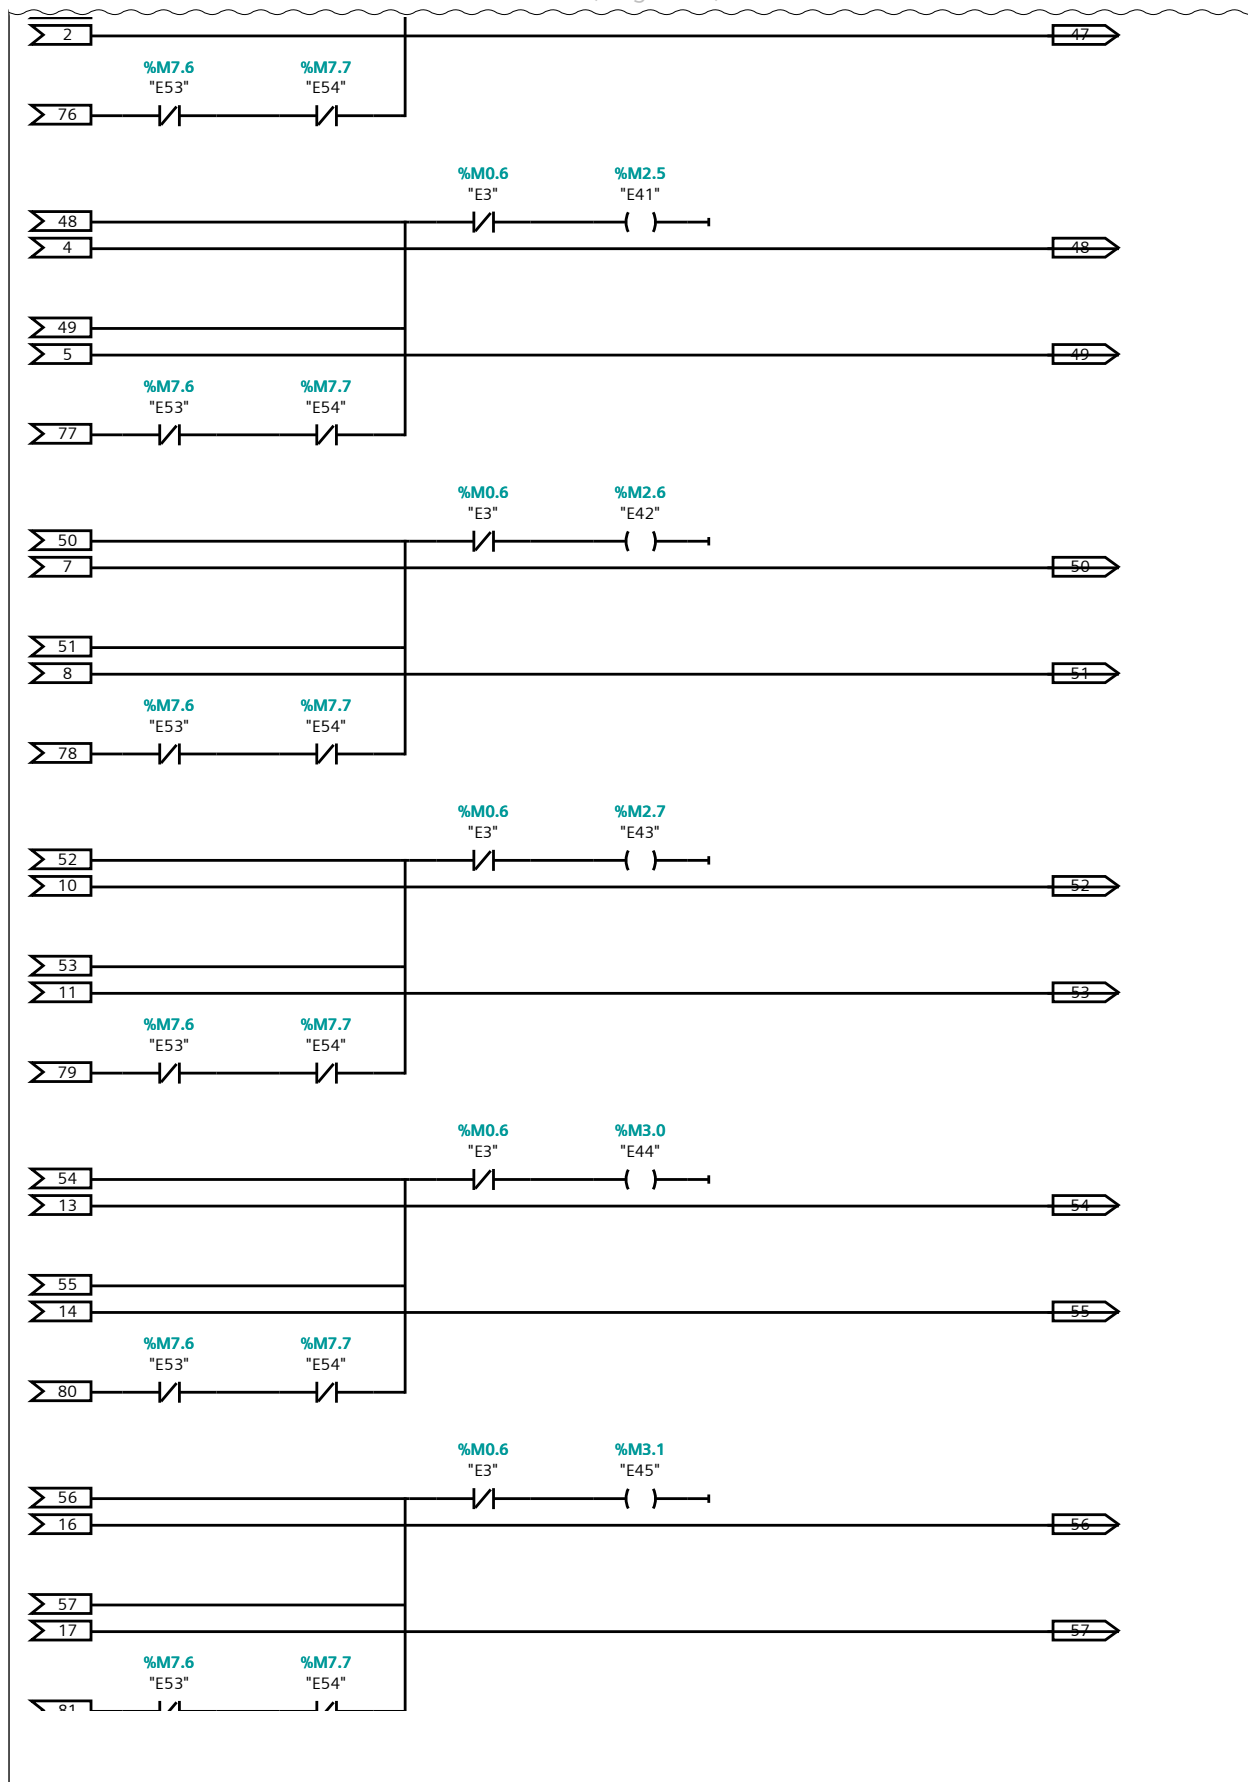 2 47
%M7.6 %M7.7
"E53" "E54"
76
%M0.6 %M2.5
"E3" "E41"
48
4 48
49
5 49
%M7.6 %M7.7
"E53" "E54"
77
%M0.6 %M2.6
"E3" "E42"
50
7 50
51
8 51
%M7.6 %M7.7
"E53" "E54"
78
%M0.6 %M2.7
"E3" "E43"
52
10 52
53
11 53
%M7.6 %M7.7
"E53" "E54"
79
%M0.6 %M3.0
"E3" "E44"
54
13 54
55
14 55
%M7.6 %M7.7
"E53" "E54"
80
%M0.6 %M3.1
"E3" "E45"
56
16 56
57
17 57
%M7.6 %M7.7
"E53" "E54"
81